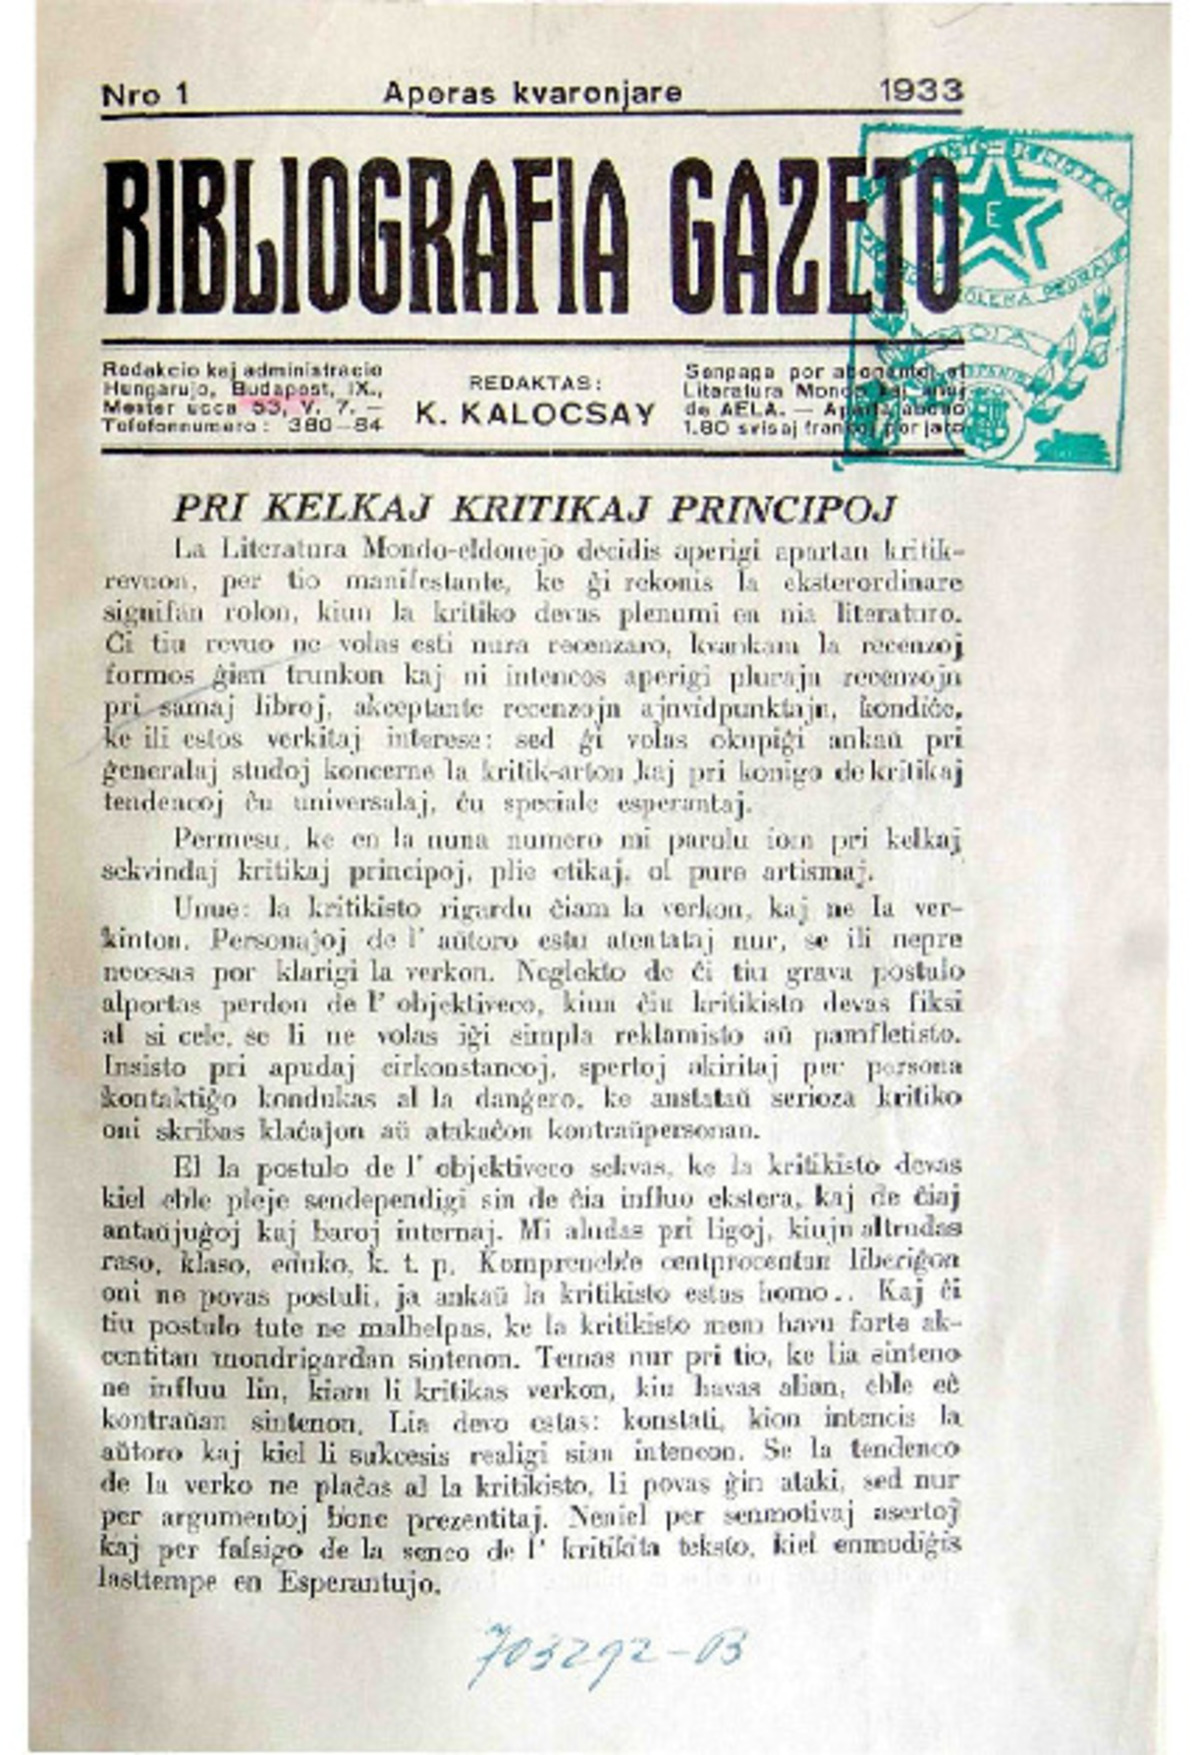 Nro 1 Aperas kvaronjare 1933
BIBLIOGRAFIA GAZETO
Redakcio kaj administracio
Hungarujo, Budapest, IX.,
Mester ucca 53, V. 7. —
Telefonnumero: 380—84
REDAKTAS:
K. KALOCSAY
Senpaga por abonantoj al
Literatura Mondo kaj anoj
de AELA. — Aparta abono
1.80 svisaj frankoj por jaro
E
PRI KELKAJ KRITIKAJ PRINCIPOJ
La Literatura Mondo-eldonejo decidis aperigi apartan kritik-
revuon, per tio manifestante, ke ĝi rekonis la eksterordinare
signifan rolon, kiun la kritiko devas plenumi en nia literaturo.
Ĉi tiu revuo ne volas esti nura recenzaro, kvankam la recenzoj
formos ĝian trunkon kaj ni intencos aperigi plurajn recenzojn
pri samaj libroj, akceptante recenzojn ajnvidpunktajn, kondiĉe,
ke ili estos verkitaj interese: sed ĝi volas okupiĝi ankaŭ pri
ĝeneralaj studoj koncerne la kritik-arton kaj pri konigo de kritikaj
tendencoj ĉu universalaj, ĉu speciale esperantaj.
Permesu, ke en la nuna numero mi parolu iom pri kelkaj
sekvindaj kritikaj principoj, plie etikaj, ol pure artismaj.
Unue: la kritikisto rigardu ĉiam la verkon, kaj ne la ver-
kinton. Personajoj de l' aŭtoro estu atentataj nur, se ili nepre
necesas por klarigi la verkon. Neglekto de ĉi tiu grava postulo
alportas perdon de l' objektiveco, kiun ĉiu kritikisto devas fiksi
al si cele, se li ne volas iĝi simpla reklamisto aŭ pamfletisto.
Insisto pri apudaj cirkonstancoj, spertoj akiritaj per persona
kontaktiĝo kondukas al la danĝero, ke anstataŭ serioza kritiko
oni skribas klaĉajon aŭ atakaĉon kontraŭpersonan.
El la postulo de l' objektiveco sekvas, ke la kritikisto devas
kiel eble pleje sendependigi sin de ĉia influo ekstera, kaj de ĉiaj
antaŭjuĝoj kaj baroj internaj. Mi aludas pri ligoj, kiujn altrudas
raso, klaso, eduko, k. t. p. Kompreneble centprocentan liberiĝon
oni ne povas postuli, ja ankaŭ la kritikisto estas homo.. Kaj ĉi
tiu postulo tute ne malhelpas, ke la kritikisto mem havu forte ak-
centitan mondrigardan sintenon. Temas nur pri tio, ke lia sinteno
ne influu lin, kiam li kritikas verkon, kiu havas alian, eble eĉ
kontraŭan sintenon. Lia devo estas: konstati, kion intencis la
aŭtoro kaj kiel li sukcesis realigi sian intencon. Se la tendenco
de la verko ne plaĉas al la kritikisto, li povas ĝin ataki, sed nur
per argumentoj bone prezentitaj. Neniel per senmotivaj asertoj
kaj per falsigo de la senco de l' kritikita teksto, kiel enmodiĝis
lasttempe en Esperantujo.
703292-B